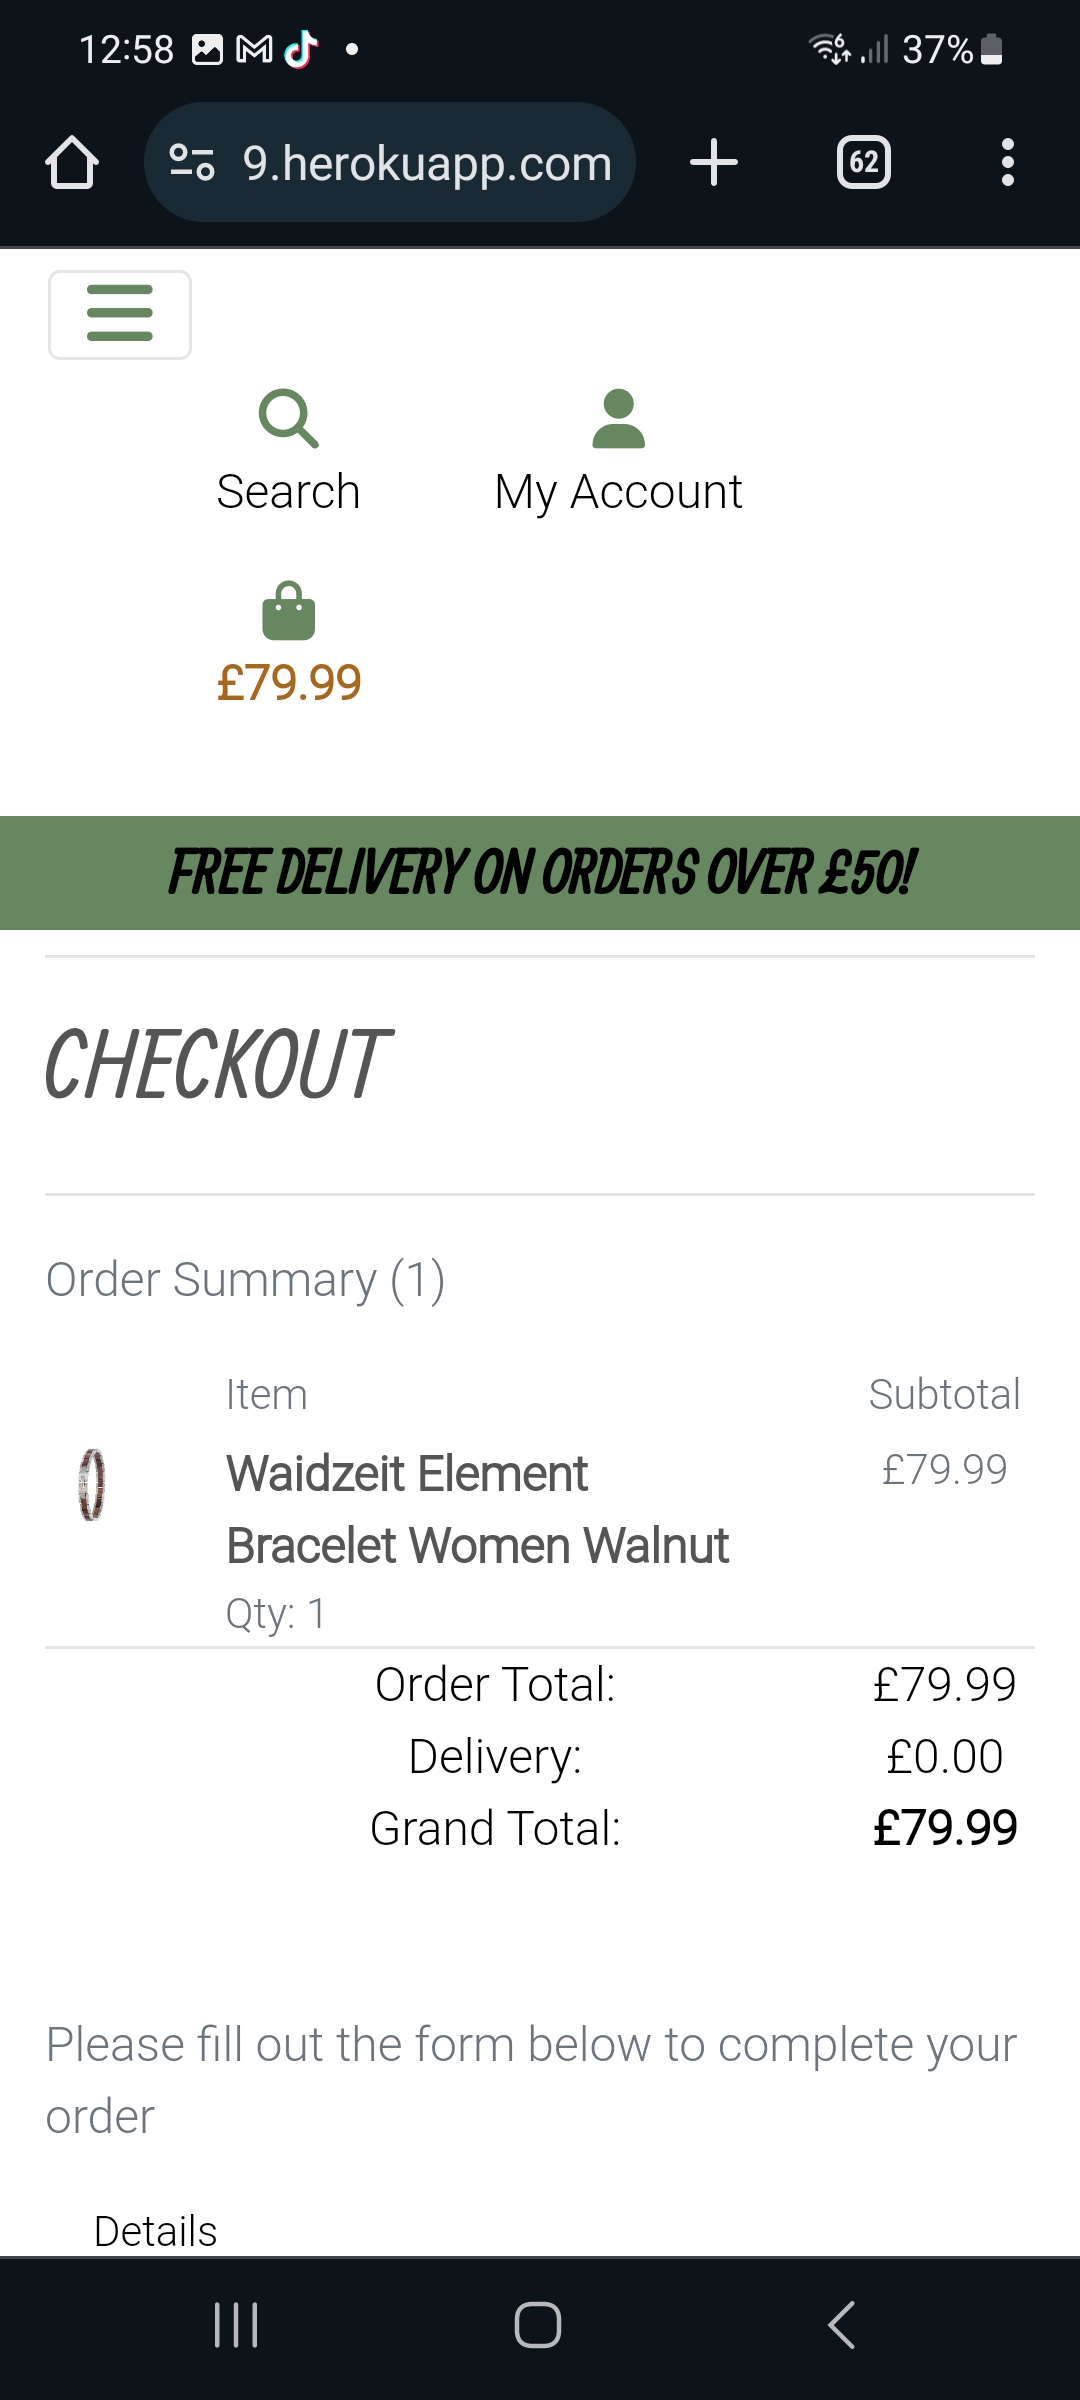 12:58
6
37%
9.herokuapp.com
62
Search
My Account
£79.99
FREE DELIVERY ON ORDERS OVER £50!
CHECKOUT
Order Summary (1)
Item
Subtotal
Waidzeit Element
£79.99
Bracelet Women Walnut
Qty: 1
Order Total:
£79.99
Delivery:
£0.00
Grand Total:
£79.99
Please fill out the form below to complete your
order
Details